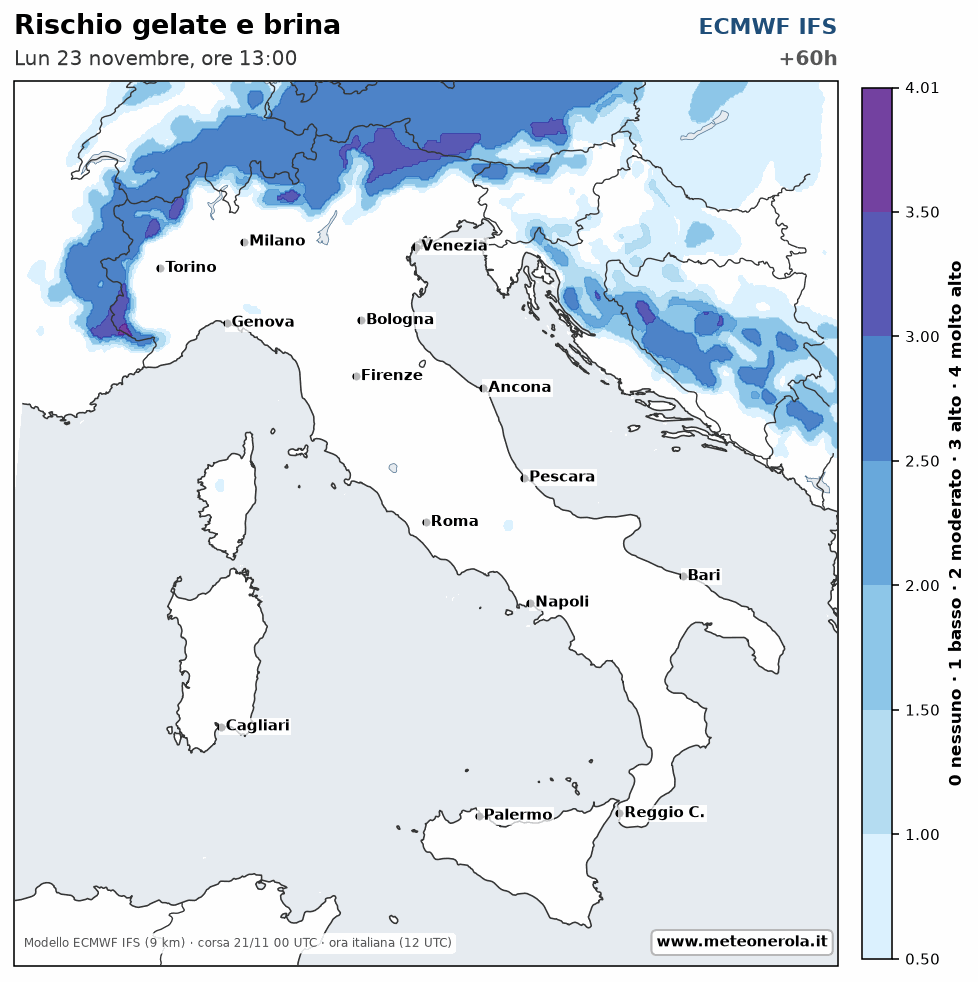 Rischio gelate e brina
ECMWF IFS
Lun 23 novembre, ore 13:00
+60h
Milano
Venezia
Torino
Genova
Bologna
Firenze
Ancona
Pescara
Roma
Bari
Napoli
Cagliari
Palermo
Reggio C.
Modello ECMWF IFS (9 km) · corsa 21/11 00 UTC · ora italiana (12 UTC)
www.meteonerola.it
4.01
3.50
3.00
2.50
2.00
1.50
1.00
0.50
0 nessuno · 1 basso · 2 moderato · 3 alto · 4 molto alto